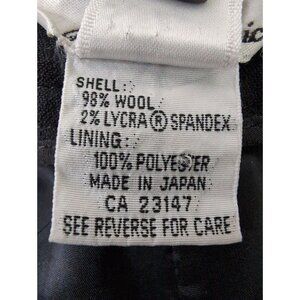 SHELL:
98% WOOL
2% LYCRA® SPANDEX
LINING:
100% POLYESTER
MADE IN JAPAN
CA 23147
SEE REVERSE FOR CARE